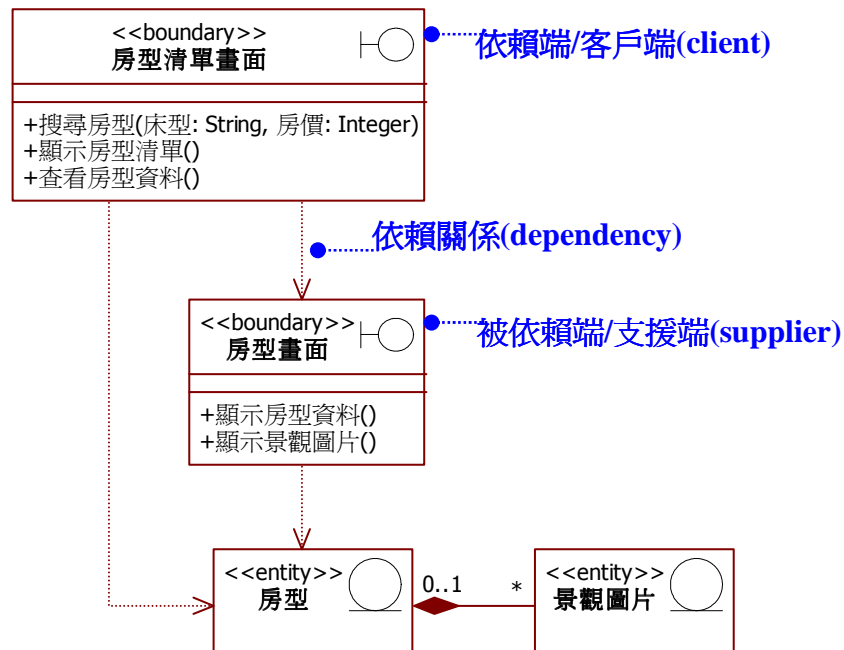 <<boundary>>
房型清單畫面
依賴端/客戶端(client)
+搜尋房型(床型: String, 房價: Integer)
+顯示房型清單()
+查看房型資料()
依賴關係(dependency)
<<boundary>>
房型畫面
被依賴端/支援端(supplier)
+顯示房型資料()
+顯示景觀圖片()
<<entity>>
房型
0..1
*
<<entity>>
景觀圖片